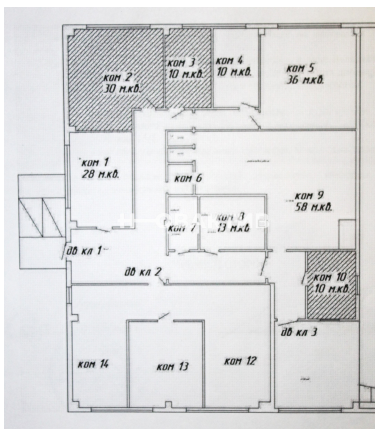 ком 2
30 м.кв.
ком 3
10 м.кв.
ком 4
10 м.кв.
ком 5
36 м.кв.
ком 1
28 м.кв.
ком 6
ком 7
ком 8
13 м.кв.
ком 9
58 м.кв.
дв кл 1
дв кл 2
ком 10
10 м.кв.
дв кл 3
ком 14
ком 13
ком 12